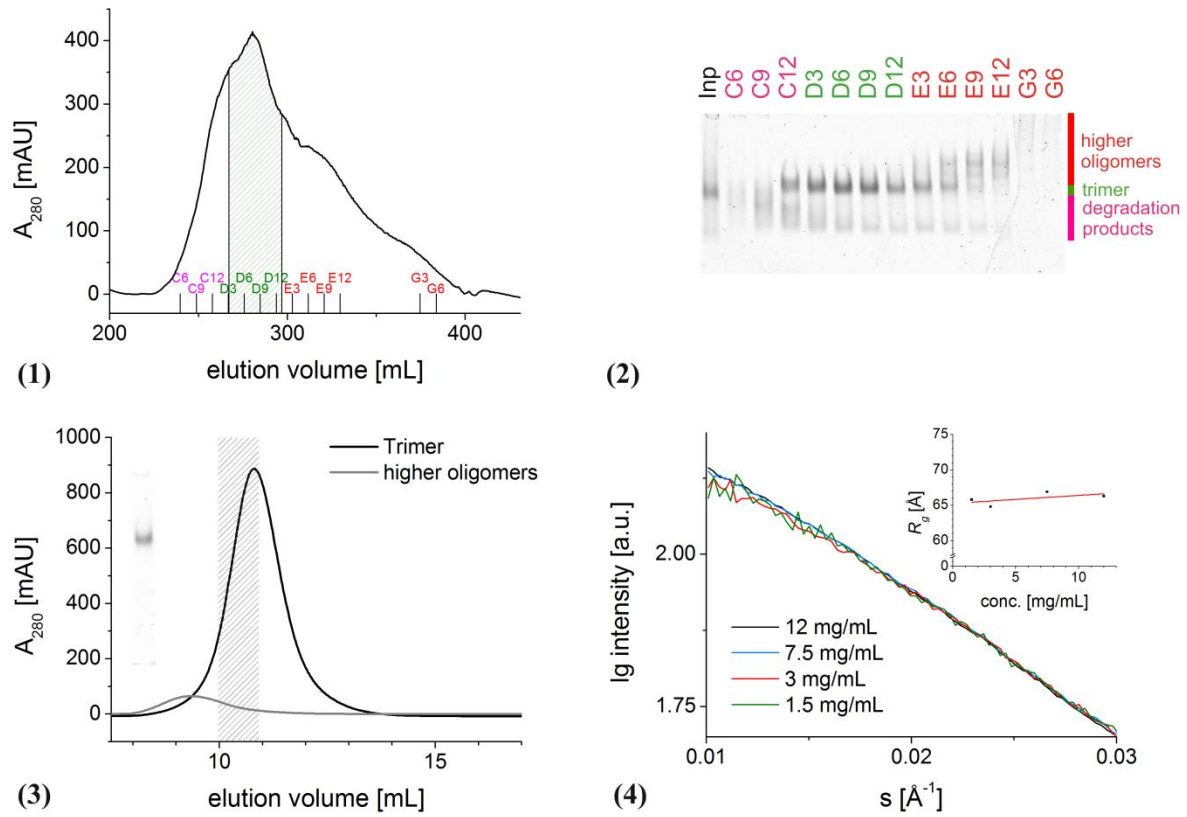 400
300
200
100
0
A280 [mAU]
C6 C12 D6 D12 E6 E12 G3
C9 D3 D9 E3 E9 G6
200 300 400
elution volume [mL]
(1)
Inp C6 C9 C12 D3 D6 D9 D12 E3 E6 E9 E12 G3 G6
higher
oligomers
trimer
degradation
products
(2)
1000
800
600
400
200
0
A280 [mAU]
Trimer
higher oligomers
10 15
elution volume [mL]
(3)
2.00
1.75
lg intensity [a.u.]
12 mg/mL
7.5 mg/mL
3 mg/mL
1.5 mg/mL
75
70
65
60
0
Rg [Å]
0 5 10
conc. [mg/mL]
0.01 0.02 0.03
s [Å-1]
(4)